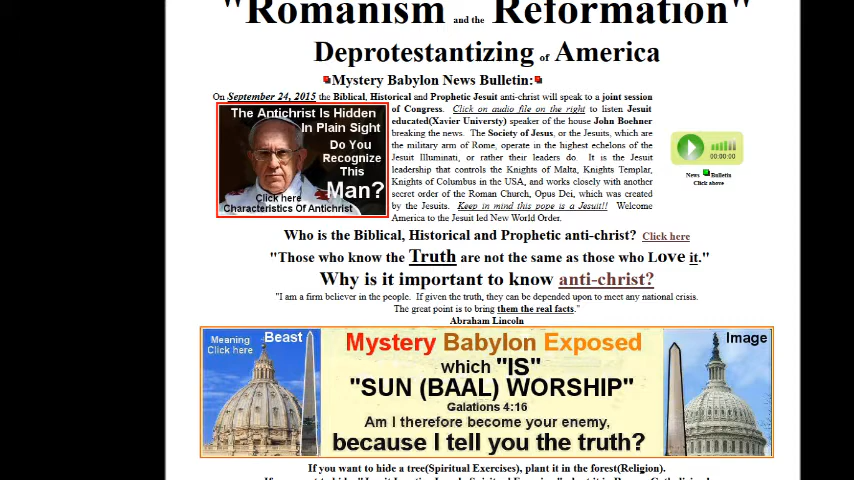 "Romanism and the Reformation"
Deprotestantizing of America
Mystery Babylon News Bulletin:
On September 24, 2015 the Biblical, Historical and Prophetic Jesuit anti-christ will speak to a joint session
of Congress. Click on audio file on the right to listen Jesuit
educated(Xavier Universty) speaker of the house John Boehner
breaking the news. The Society of Jesus, or the Jesuits, which are
the military arm of Rome, operate in the highest echelons of the
Jesuit Illuminati, or rather their leaders do. It is the Jesuit
leadership that controls the Knights of Malta, Knights Templar,
Knights of Columbus in the USA, and works closely with another
secret order of the Roman Church, Opus Dei, which was created
by the Jesuits. Keep in mind this pope is a Jesuit!! Welcome
America to the Jesuit led New World Order.
The Antichrist Is Hidden
In Plain Sight
Do You
Recognize
This
Man?
Click here
Characteristics Of Antichrist
00:00:00
News Bulletin
Click above
Who is the Biblical, Historical and Prophetic anti-christ? Click here
"Those who know the Truth are not the same as those who Love it."
Why is it important to know anti-christ?
"I am a firm believer in the people. If given the truth, they can be depended upon to meet any national crisis.
The great point is to bring them the real facts."
Abraham Lincoln
Meaning
Click here
Beast
Mystery Babylon Exposed
which "IS"
"SUN (BAAL) WORSHIP"
Galations 4:16
Am I therefore become your enemy,
because I tell you the truth?
Image
If you want to hide a tree(Spiritual Exercises), plant it in the forest(Religion).